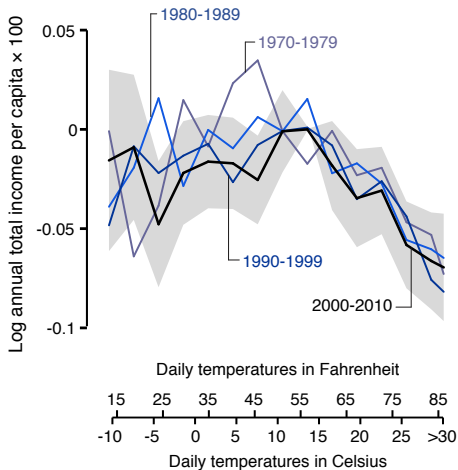 0.05
1980-1989
1970-1979
0
-0.05
-0.1
Log annual total income per capita × 100
1990-1999
2000-2010
Daily temperatures in Fahrenheit
15 25 35 45 55 65 75 85
-10 -5 0 5 10 15 20 25 >30
Daily temperatures in Celsius